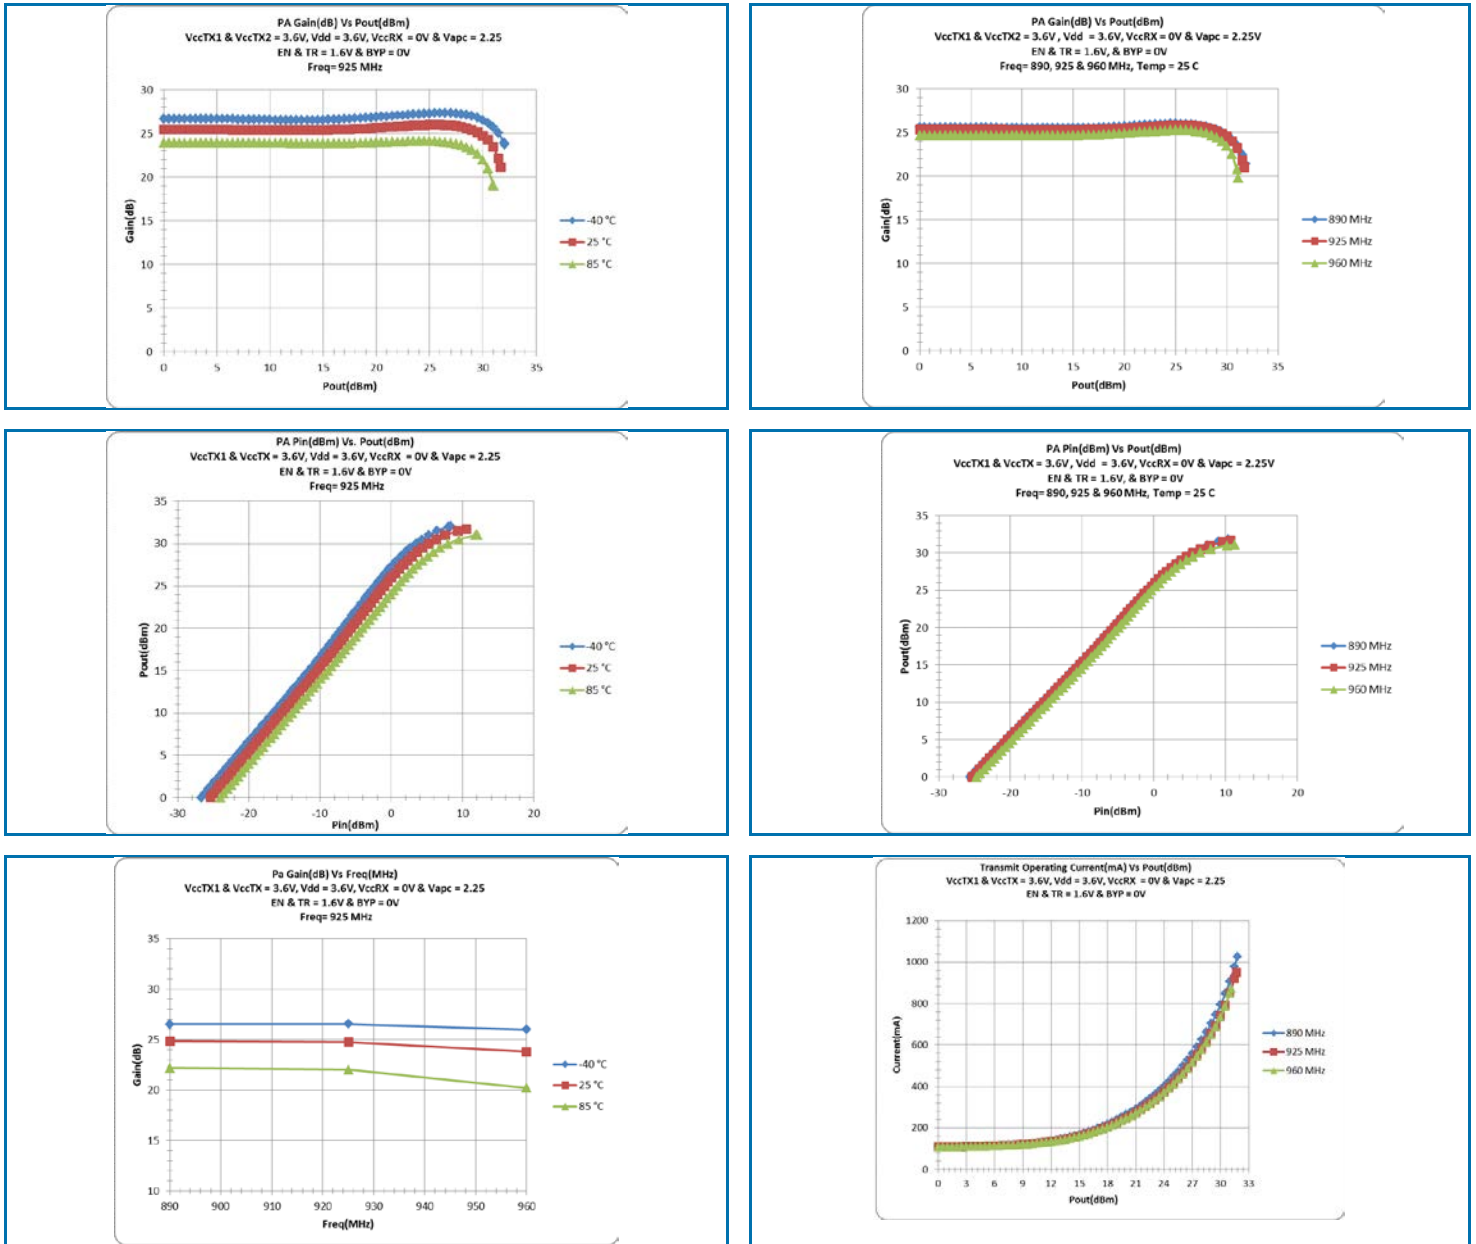 PA Gain(dB) Vs Pout(dBm)
VccTX1 & VccTX2 = 3.6V, Vdd = 3.6V, VccRX = 0V & Vapc = 2.25
EN & TR = 1.6V & BYP = 0V
Freq= 925 MHz
30
25
20
15
10
5
0
Gain(dB)
0 5 10 15 20 25 30 35
Pout(dBm)
-40 °C
25 °C
85 °C
PA Gain(dB) Vs Pout(dBm)
VccTX1 & VccTX2 = 3.6V , Vdd = 3.6V, VccRX = 0V & Vapc = 2.25V
EN & TR = 1.6V, & BYP = 0V
Freq= 890, 925 & 960 MHz, Temp = 25 C
30
25
20
15
10
5
0
Gain(dB)
0 5 10 15 20 25 30 35
Pout(dBm)
890 MHz
925 MHz
960 MHz
PA Pin(dBm) Vs. Pout(dBm)
VccTX1 & VccTX = 3.6V, Vdd = 3.6V, VccRX = 0V & Vapc = 2.25
EN & TR = 1.6V & BYP = 0V
Freq= 925 MHz
35
30
25
20
15
10
5
0
Pout(dBm)
-30 -20 -10 0 10 20
Pin(dBm)
-40 °C
25 °C
85 °C
PA Pin(dBm) Vs Pout(dBm)
VccTX1 & VccTX = 3.6V , Vdd = 3.6V, VccRX = 0V & Vapc = 2.25V
EN & TR = 1.6V, & BYP = 0V
Freq= 890, 925 & 960 MHz, Temp = 25 C
35
30
25
20
15
10
5
0
Pout(dBm)
-30 -20 -10 0 10 20
Pin(dBm)
890 MHz
925 MHz
960 MHz
Pa Gain(dB) Vs Freq(MHz)
VccTX1 & VccTX = 3.6V, Vdd = 3.6V, VccRX = 0V & Vapc = 2.25
EN & TR = 1.6V & BYP = 0V
Freq= 925 MHz
35
30
25
20
15
10
Gain(dB)
890 900 910 920 930 940 950 960
Freq(MHz)
-40 °C
25 °C
85 °C
Transmit Operating Current(mA) Vs Pout(dBm)
VccTX1 & VccTX = 3.6V, Vdd = 3.6V, VccRX = 0V & Vapc = 2.25
EN & TR = 1.6V & BYP = 0V
1200
1000
800
600
400
200
0
Current(mA)
0 3 6 9 12 15 18 21 24 27 30 33
Pout(dBm)
890 MHz
925 MHz
960 MHz